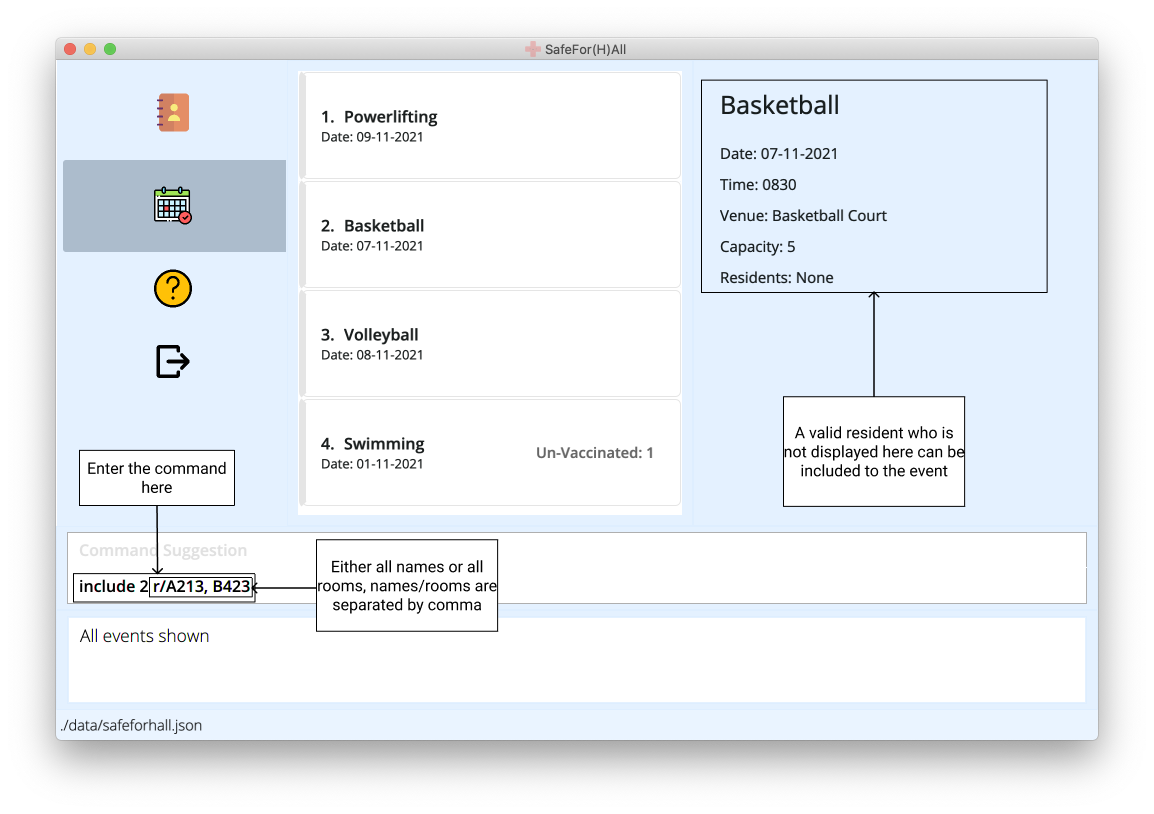 SafeFor(H)All
1. Powerlifting
Date: 09-11-2021
2. Basketball
Date: 07-11-2021
3. Volleyball
Date: 08-11-2021
4. Swimming
Date: 01-11-2021
Un-Vaccinated: 1
Basketball
Date: 07-11-2021
Time: 0830
Venue: Basketball Court
Capacity: 5
Residents: None
A valid resident who is
not displayed here can be
included to the event
Enter the command
here
Command Suggestion
include 2 r/A213, B423
Either all names or all
rooms, names/rooms are
separated by comma
All events shown
./data/safeforhall.json